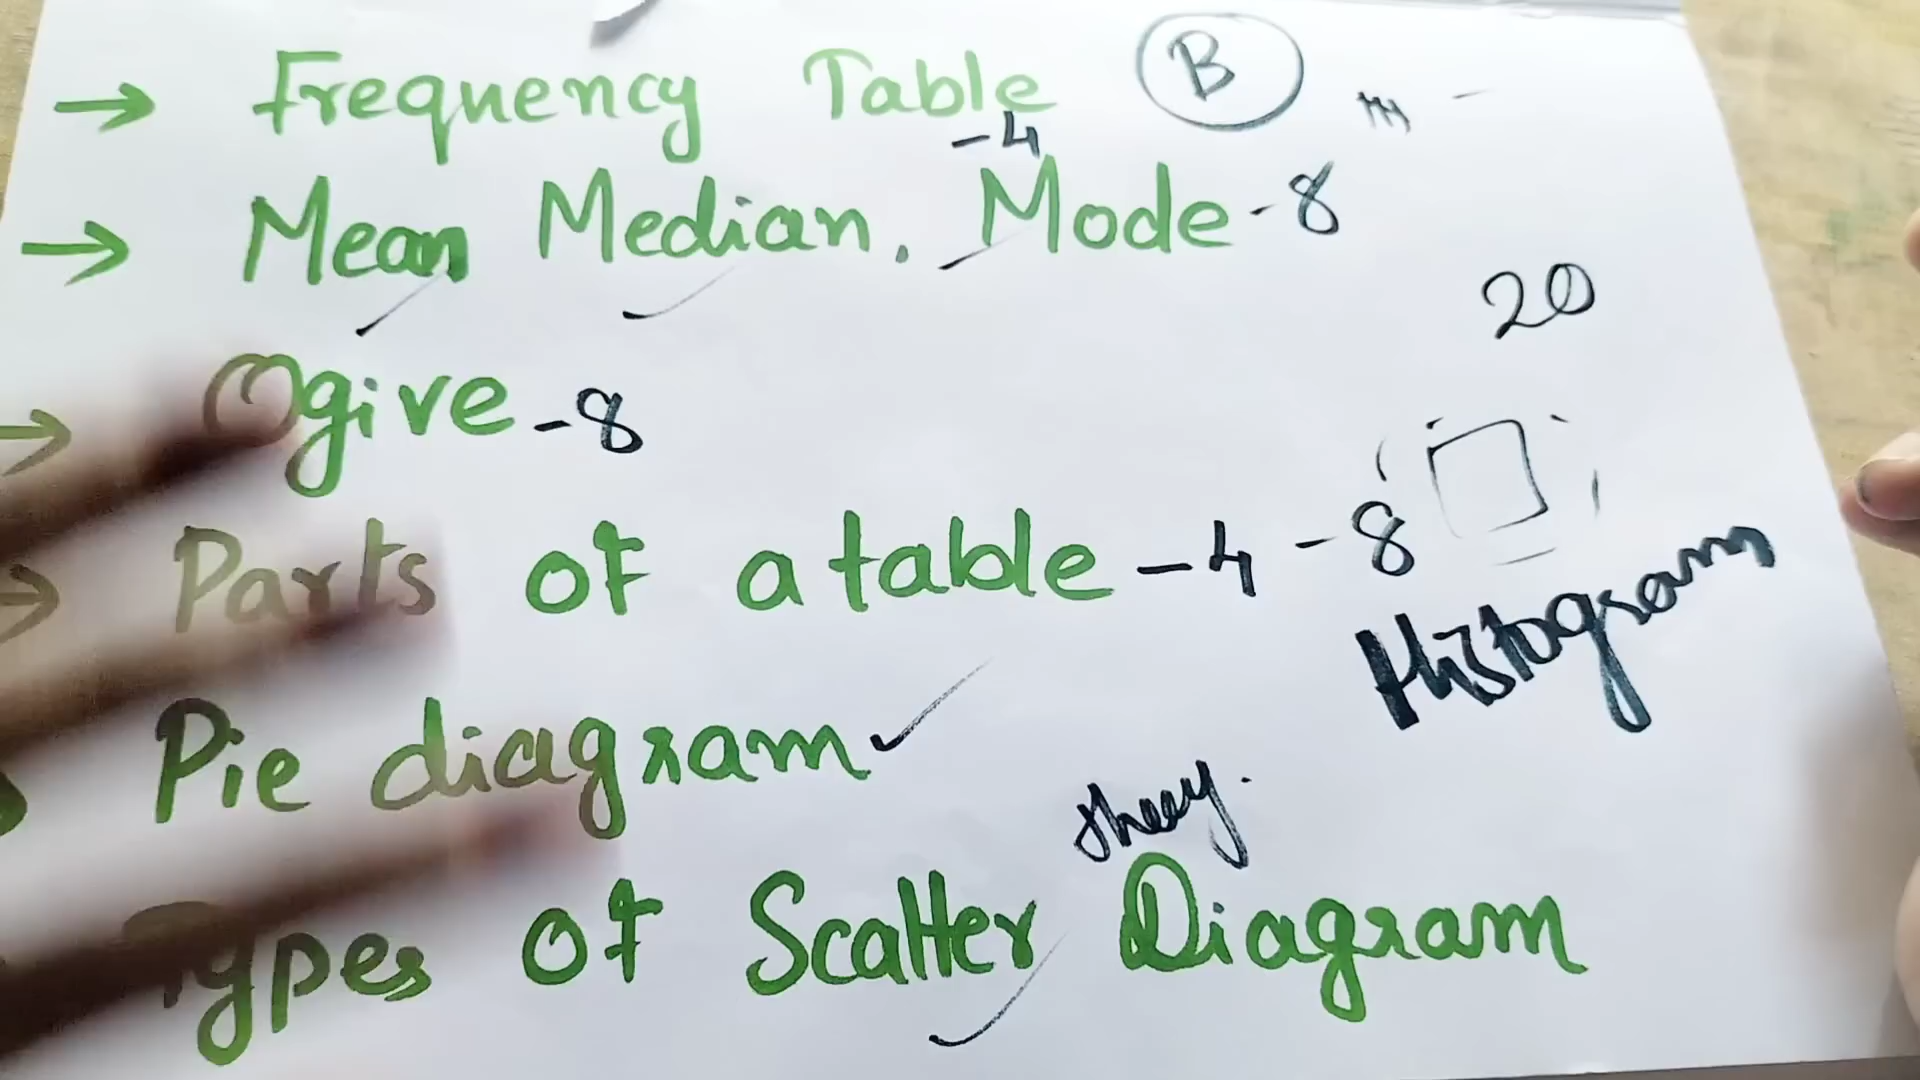 → Frequency Table B
- 4
→ Mean Median. Mode - 8
20
→ Ogive - 8
→ Parts of a table - 4 - 8
Histogram
Pie diagram
theory.
Types of Scatter Diagram